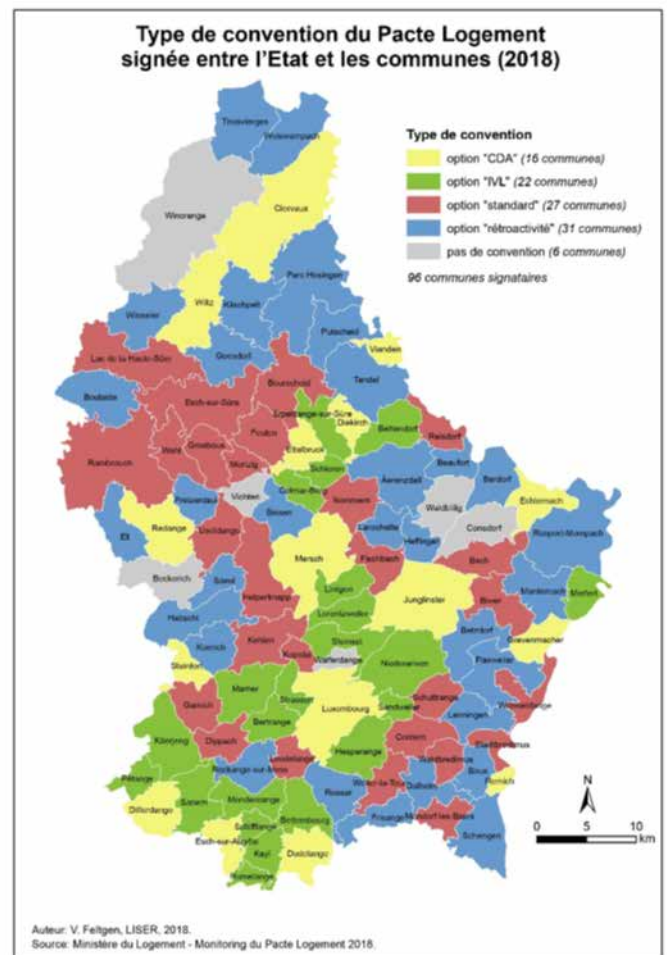 Type de convention du Pacte Logement
signée entre l'Etat et les communes (2018)
Type de convention
option "CDA" (16 communes)
option "IVL" (22 communes)
option "standard" (27 communes)
option "rétroactivité" (31 communes)
pas de convention (6 communes)
96 communes signataires
Troisvierges
Weiswampach
Clervaux
Wincrange
Parc Hosingen
Wiltz
Kiischpelt
Winseler
Putscheid
Vianden
Lac de la Haute-Sûre
Goesdorf
Tandel
Bourscheid
Boulaide
Esch-sur-Sûre
Erpeldange-sur-Sûre
Diekirch
Bettendorf
Reisdorf
Feulen
Ettelbruck
Grosbous
Wahl
Rambrouch
Mertzig
Schieren
Beaufort
Aerenzdall
Berdorf
Colmar-Berg
Vichten
Preizerdaul
Nommern
Waldbillig
Echternach
Bissen
Larochette
Consdorf
Redange
Useldange
Heffingen
Rosport-Mompach
Ell
Mersch
Fischbach
Bech
Beckerich
Saeul
Lintgen
Junglinster
Biwer
Manternach
Mertert
Helperknapp
Lorentzweiler
Habscht
Betzdorf
Grevenmacher
Kehlen
Steinsel
Koerich
Kopstal
Walferdange
Niederanven
Flaxweiler
Steinfort
Mamer
Strassen
Sandweiler
Schuttrange
Wormeldange
Garnich
Luxembourg
Bertrange
Lenningen
Contern
Dippach
Käerjeng
Hesperange
Stadtbredimus
Leudelange
Waldbredimus
Reckange-sur-Mess
Weiler-la-Tour
Bous
Remich
Pétange
Roeser
Dalheim
Sanem
Mondercange
Differdange
Bettembourg
Frisange
Mondorf-les-Bains
Schifflange
Schengen
Esch-sur-Alzette
Kayl
Dudelange
Rumelange
N
0 5 10
km
Auteur: V. Feltgen, LISER, 2018.
Source: Ministère du Logement - Monitoring du Pacte Logement 2018.